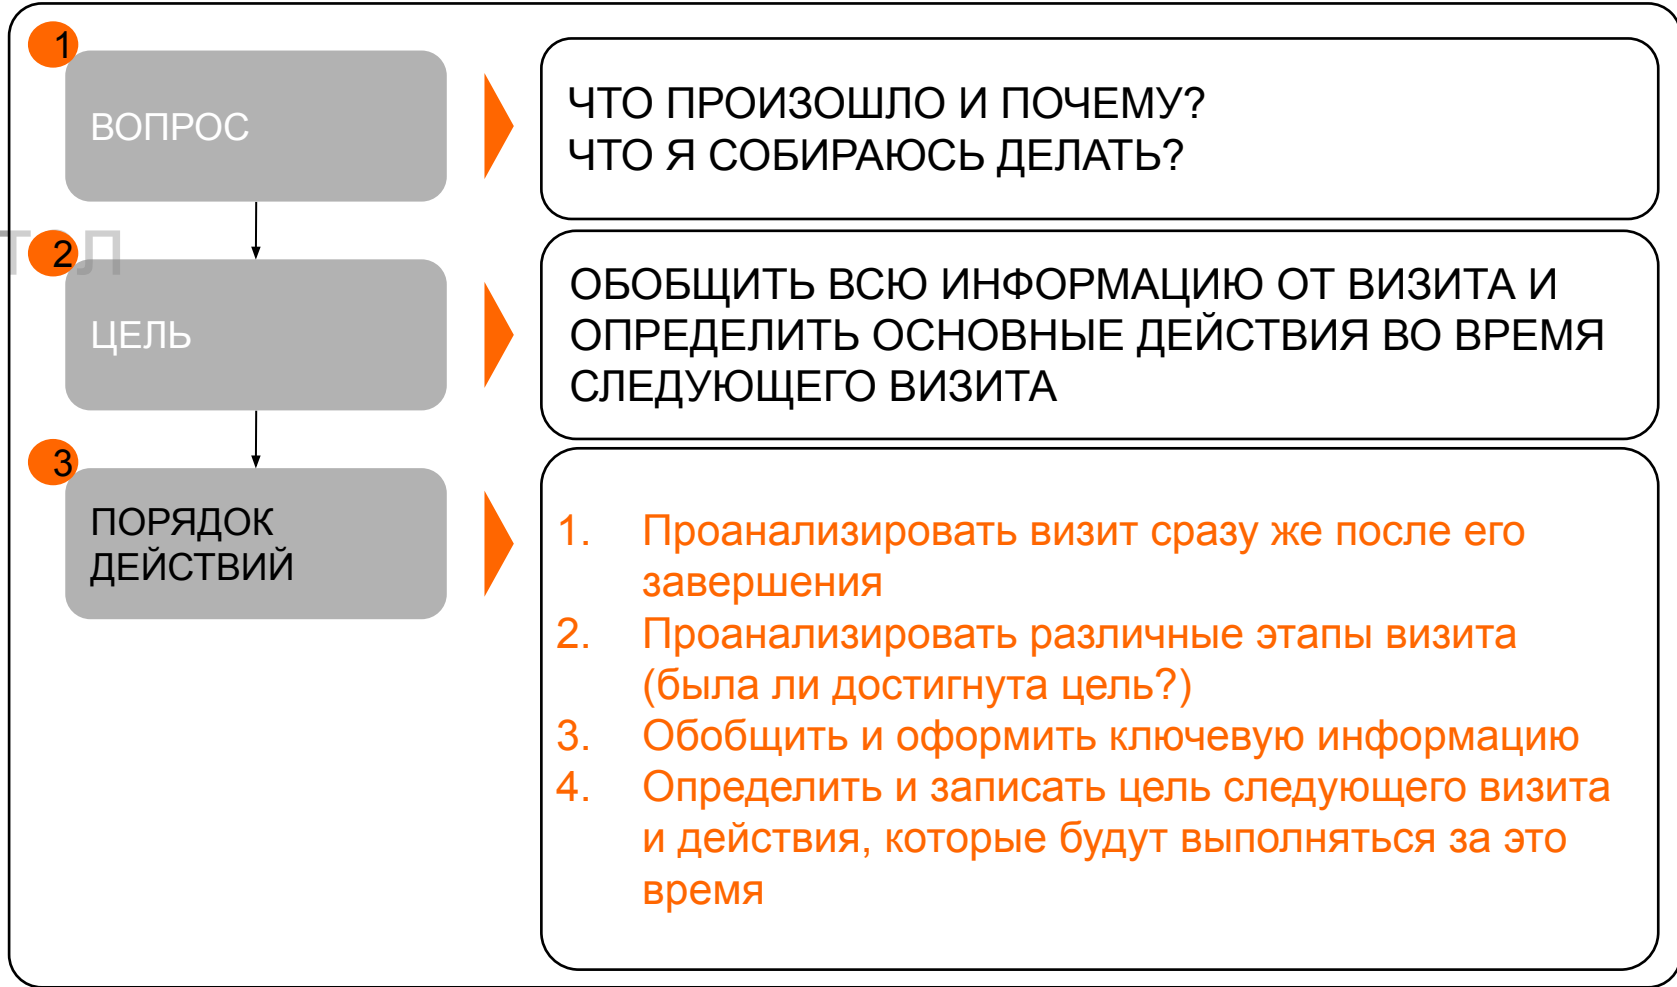 1
ВОПРОС
ЧТО ПРОИЗОШЛО И ПОЧЕМУ?
ЧТО Я СОБИРАЮСЬ ДЕЛАТЬ?
2
ЦЕЛЬ
ОБОБЩИТЬ ВСЮ ИНФОРМАЦИЮ ОТ ВИЗИТА И
ОПРЕДЕЛИТЬ ОСНОВНЫЕ ДЕЙСТВИЯ ВО ВРЕМЯ
СЛЕДУЮЩЕГО ВИЗИТА
3
ПОРЯДОК
ДЕЙСТВИЙ
1. Проанализировать визит сразу же после его
завершения
2. Проанализировать различные этапы визита
(была ли достигнута цель?)
3. Обобщить и оформить ключевую информацию
4. Определить и записать цель следующего визита
и действия, которые будут выполняться за это
время